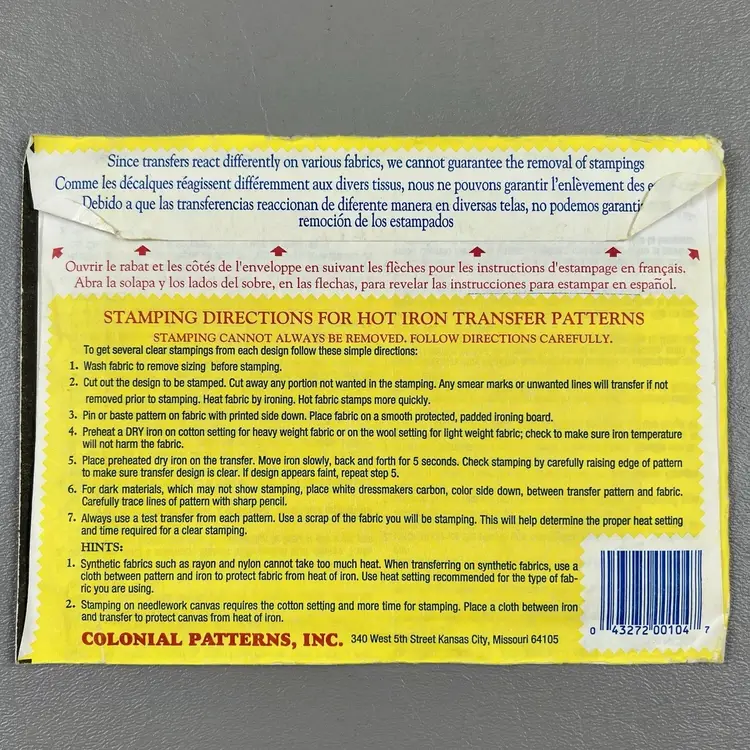 Since transfers react differently on various fabrics, we cannot guarantee the removal of stampings
Comme les décalques réagissent différemment aux divers tissus, nous ne pouvons garantir l'enlèvement des
Debido a que las transferencias reaccionan de diferente manera en diversas telas, no podemos
remoción de los estampados
Ouvrir le rabat et les côtés de l'enveloppe en suivant les flèches pour les instructions d'estampage en français.
Abra la solapa y los lados del sobre, en las flechas, para revelar las instrucciones para estampar en español.
STAMPING DIRECTIONS FOR HOT IRON TRANSFER PATTERNS
STAMPING CANNOT ALWAYS BE REMOVED. FOLLOW DIRECTIONS CAREFULLY.
To get several clear stampings from each design follow these simple directions:
1. Wash fabric to remove sizing before stamping.
2. Cut out the design to be stamped. Cut away any portion not wanted in the stamping. Any smear marks or unwanted lines will transfer if not
removed prior to stamping. Heat fabric by ironing. Hot fabric stamps more quickly.
3. Pin or baste pattern on fabric with printed side down. Place fabric on a smooth protected, padded ironing board.
4. Preheat a DRY iron on cotton setting for heavy weight fabric or on the wool setting for light weight fabric; check to make sure iron temperature
will not harm the fabric.
5. Place preheated dry iron on the transfer. Move iron slowly, back and forth for 5 seconds. Check stamping by carefully raising edge of pattern
to make sure transfer design is clear. If design appears faint, repeat step 5.
6. For dark materials, which may not show stamping, place white dressmakers carbon, color side down, between transfer pattern and fabric.
Carefully trace lines of pattern with sharp pencil.
7. Always use a test transfer from each pattern. Use a scrap of the fabric you will be stamping. This will help determine the proper heat setting
and time required for a clear stamping.
HINTS:
1. Synthetic fabrics such as rayon and nylon cannot take too much heat. When transferring on synthetic fabrics, use a
cloth between pattern and iron to protect fabric from heat of iron. Use heat setting recommended for the type of fab-
ric you are using.
2. Stamping on needlework canvas requires the cotton setting and more time for stamping. Place a cloth between iron
and transfer to protect canvas from heat of iron.
COLONIAL PATTERNS, INC. 340 West 5th Street Kansas City, Missouri 64105
0 43272 00104 7